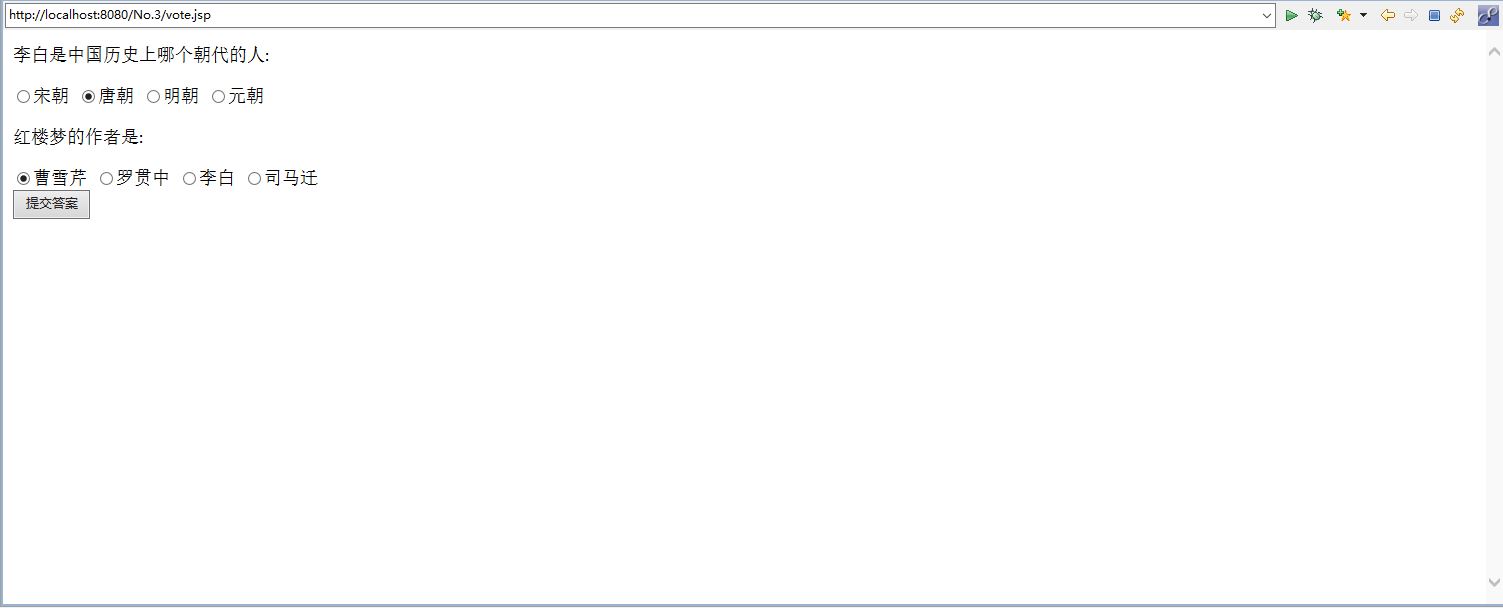 http://localhost:8080/No.3/vote.jsp
李白是中国历史上哪个朝代的人:
宋朝 唐朝 明朝 元朝
红楼梦的作者是:
曹雪芹 罗贯中 李白 司马迁
提交答案